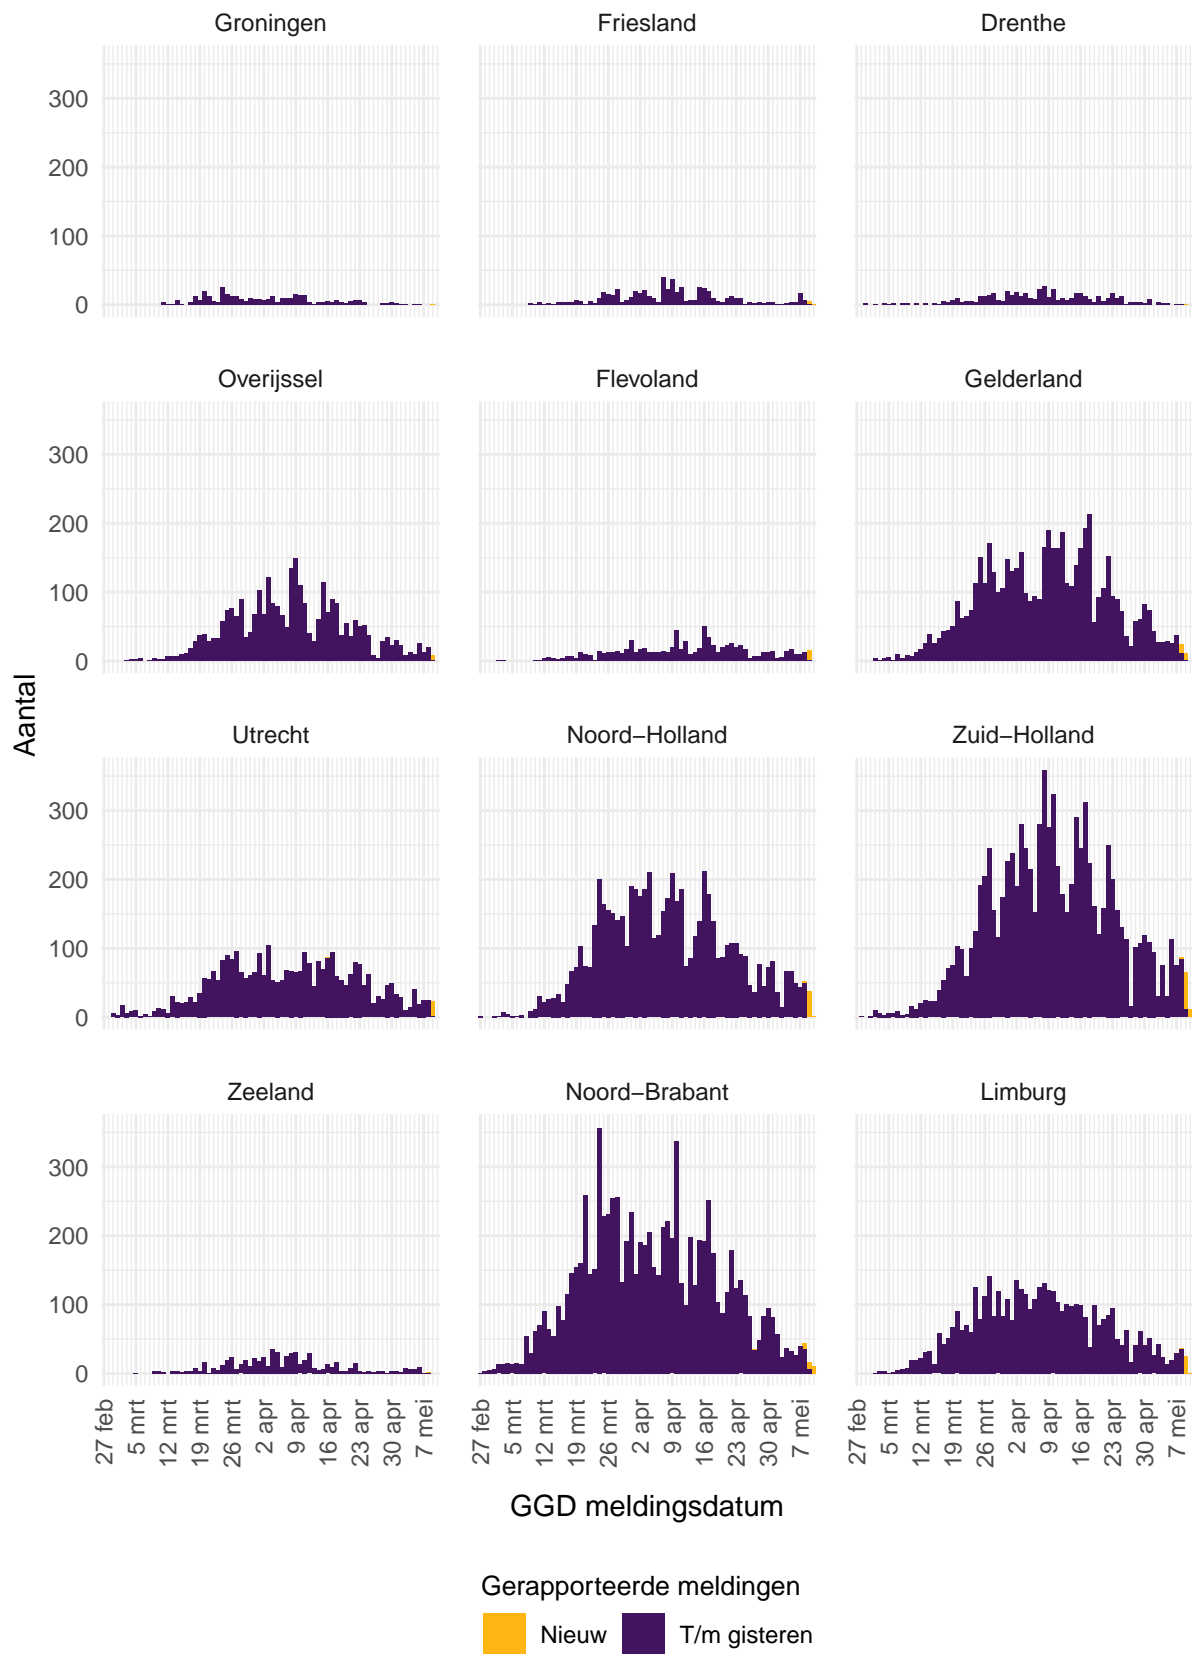 Groningen Friesland Drenthe
300
200
100
0
Overijssel Flevoland Gelderland
300
200
100
0
Aantal
Utrecht Noord−Holland Zuid−Holland
300
200
100
0
Zeeland Noord−Brabant Limburg
300
200
100
0
27 feb 5 mrt 12 mrt 19 mrt 26 mrt 2 apr 9 apr 16 apr 23 apr 30 apr 7 mei 27 feb 5 mrt 12 mrt 19 mrt 26 mrt 2 apr 9 apr 16 apr 23 apr 30 apr 7 mei 27 feb 5 mrt 12 mrt 19 mrt 26 mrt 2 apr 9 apr 16 apr 23 apr 30 apr 7 mei
GGD meldingsdatum
Gerapporteerde meldingen
Nieuw T/m gisteren